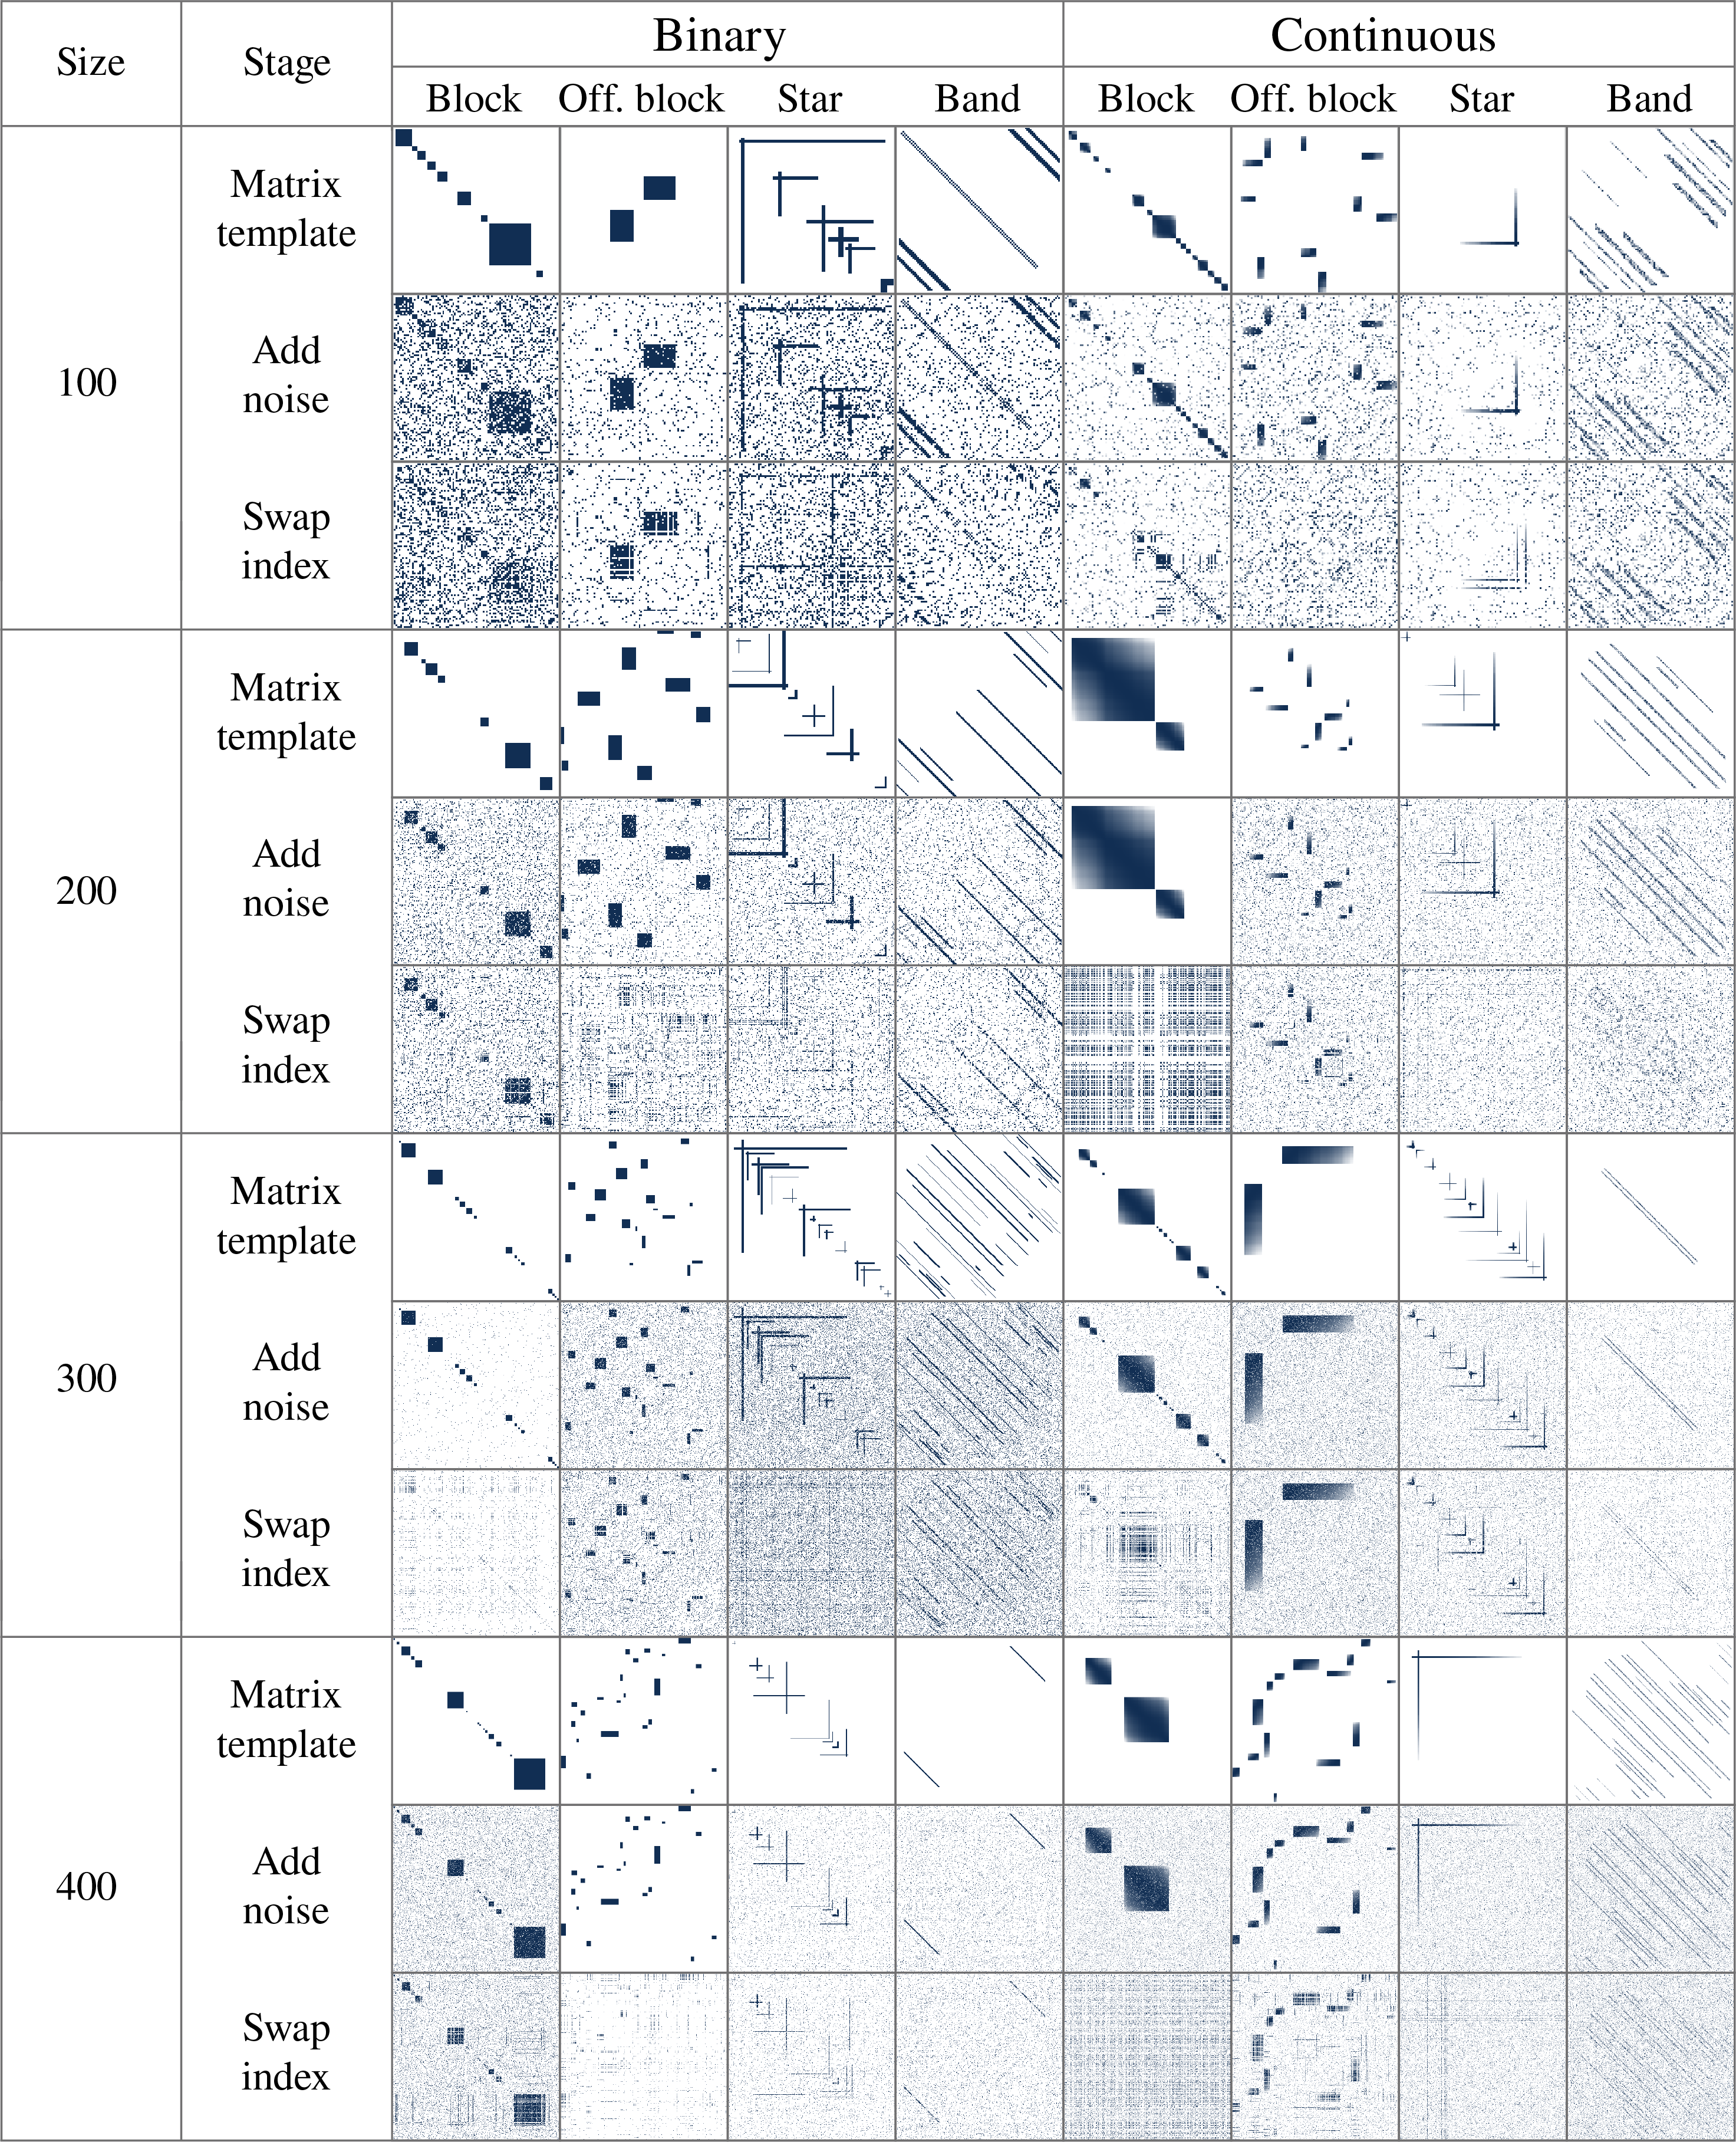 Size Stage Binary Continuous
Block Off. block Star Band Block Off. block Star Band
100
Matrix
template
Add
noise
Swap
index
200
Matrix
template
Add
noise
Swap
index
300
Matrix
template
Add
noise
Swap
index
400
Matrix
template
Add
noise
Swap
index